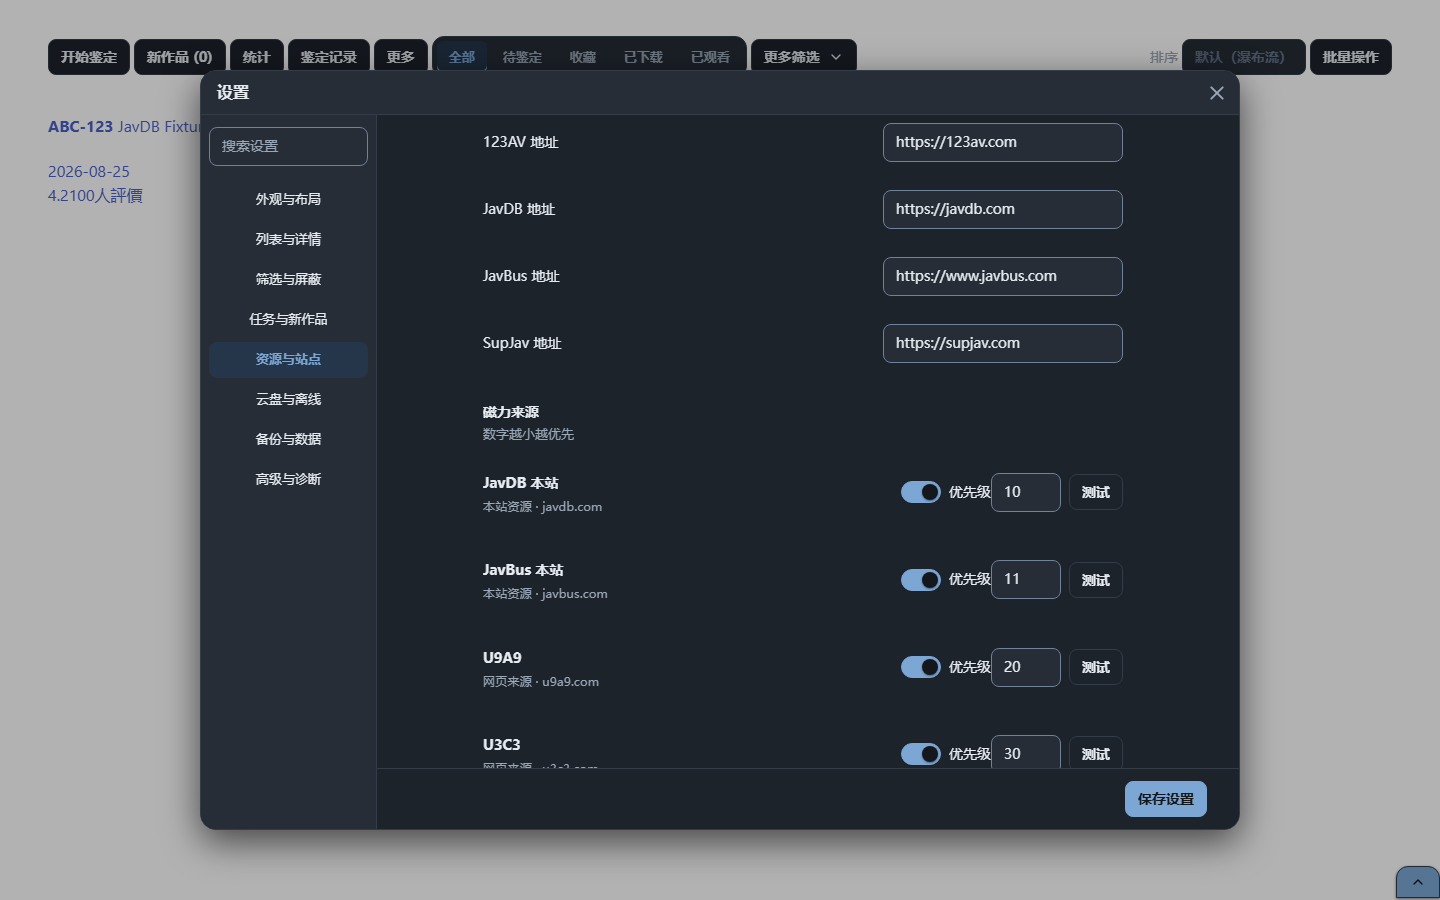 开始鉴定 新作品 (0) 统计 鉴定记录 更多 全部 待鉴定 收藏 已下载 已观看 更多筛选 排序 默认（瀑布流） 批量操作
设置
ABC-123 JavDB Fixtu
2026-08-25
4.2100人評價
搜索设置
外观与布局
列表与详情
筛选与屏蔽
任务与新作品
资源与站点
云盘与离线
备份与数据
高级与诊断
123AV 地址 https://123av.com
JavDB 地址 https://javdb.com
JavBus 地址 https://www.javbus.com
SupJav 地址 https://supjav.com
磁力来源
数字越小越优先
JavDB 本站 优先级 10 测试
本站资源 · javdb.com
JavBus 本站 优先级 11 测试
本站资源 · javbus.com
U9A9 优先级 20 测试
网页来源 · u9a9.com
U3C3 优先级 30 测试
保存设置